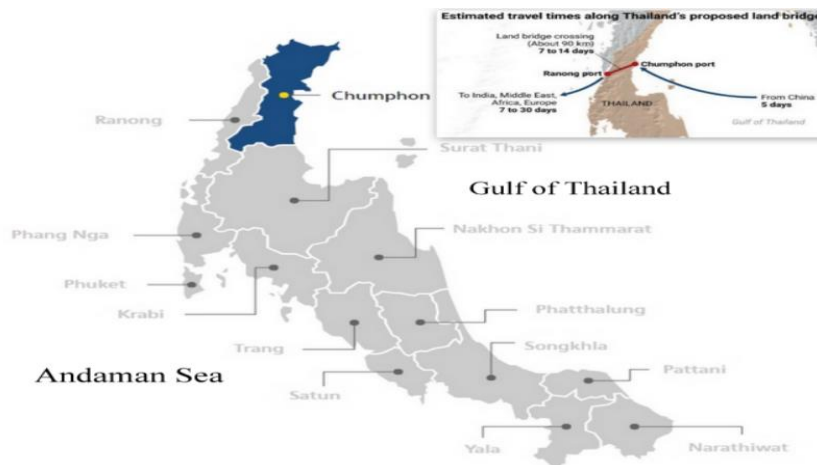 Estimated travel times along Thailand's proposed land bridge
Land bridge crossing
(About 90 km)
7 to 14 days
Chumphon port
Ranong port
To India, Middle East,
Africa, Europe
7 to 30 days
THAILAND
From China
5 days
Gulf of Thailand
Chumphon
Ranong
Surat Thani
Gulf of Thailand
Phang Nga
Nakhon Si Thammarat
Phuket
Krabi
Phatthalung
Trang
Songkhla
Andaman Sea
Satun
Pattani
Yala
Narathiwat